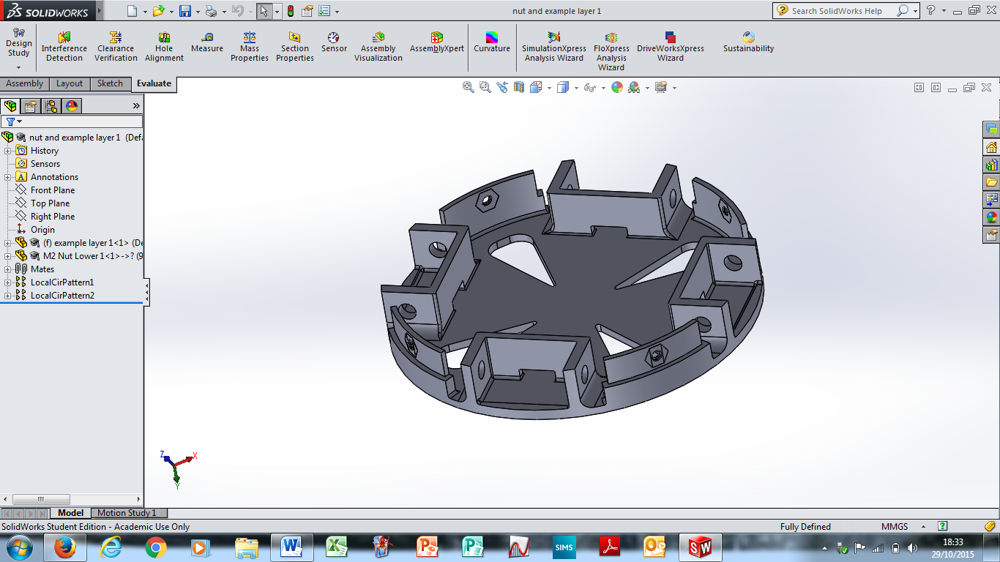 SOLIDWORKS
nut and example layer 1
Search SolidWorks Help
Design Study
Interference Detection
Clearance Verification
Hole Alignment
Measure
Mass Properties
Section Properties
Sensor
Assembly Visualization
AssemblyXpert
Curvature
SimulationXpress Analysis Wizard
FloXpress Analysis Wizard
DriveWorksXpress Wizard
Sustainability
Assembly
Layout
Sketch
Evaluate
nut and example layer 1 (Defa
History
Sensors
Annotations
Front Plane
Top Plane
Right Plane
Origin
(f) example layer 1<1> (De
M2 Nut Lower 1<1>->? (9
Mates
LocalCirPattern1
LocalCirPattern2
Z
X
Y
Model
Motion Study 1
SolidWorks Student Edition - Academic Use Only
Fully Defined
MMGS
SIMS
SW
18:33
29/10/2015